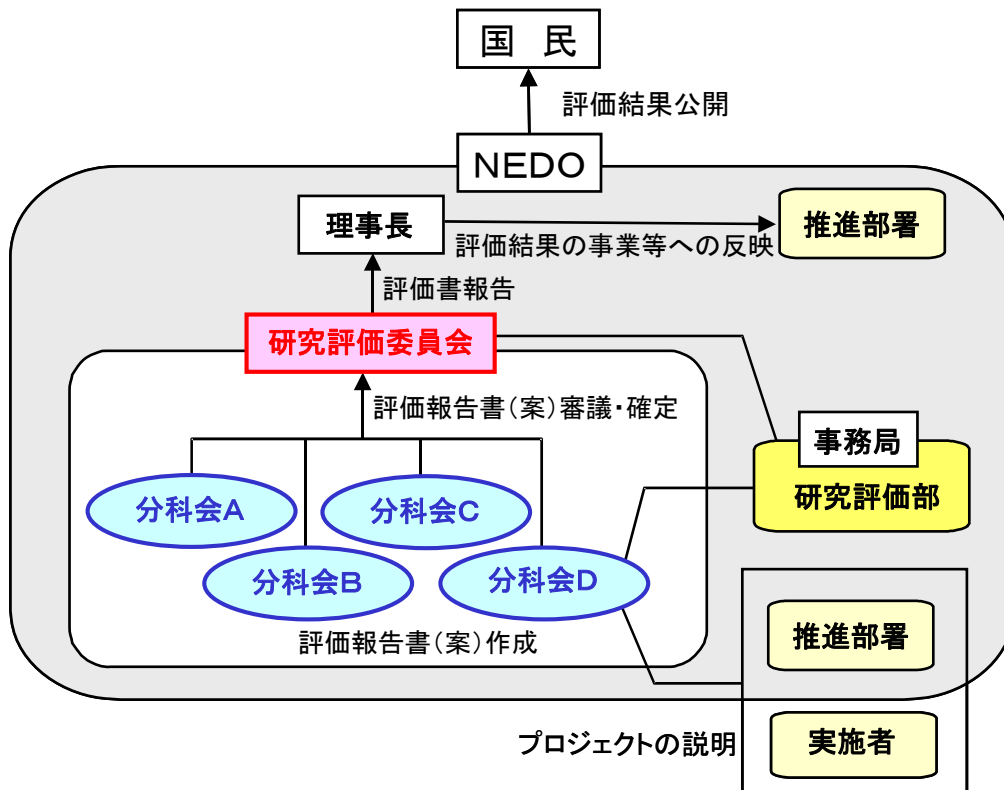 国　民
評価結果公開
NEDO
理事長
推進部署
評価結果の事業等への反映
評価書報告
研究評価委員会
評価報告書(案)審議・確定
事務局
研究評価部
分科会A
分科会C
分科会B
分科会D
評価報告書(案)作成
推進部署
プロジェクトの説明
実施者